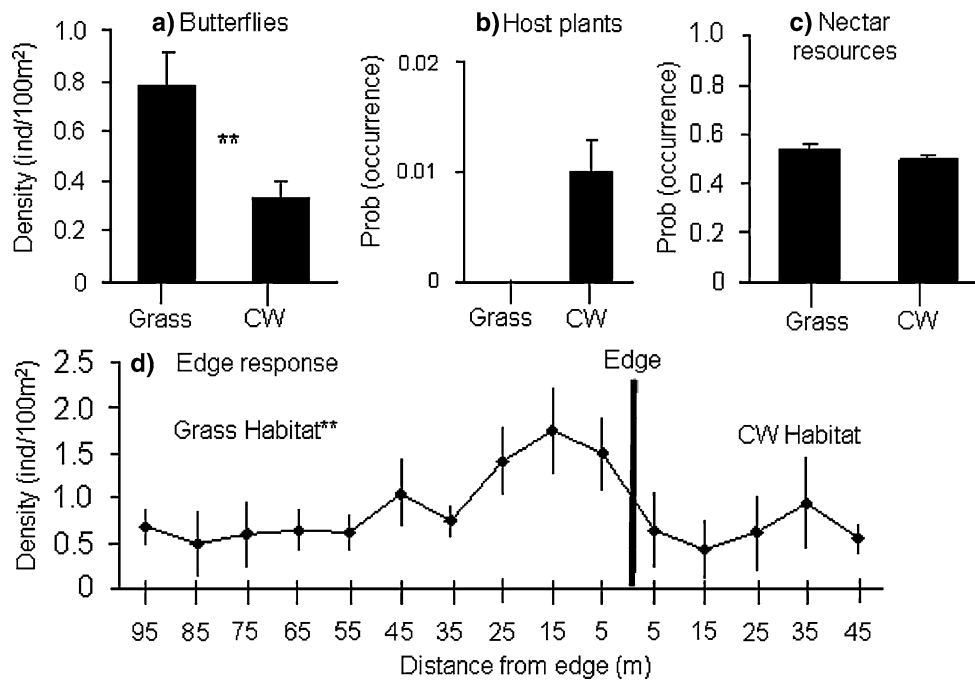 a) Butterflies
Density (ind/100m²)
1.0
0.8
0.6
0.4
0.2
0
**
Grass
CW
b) Host plants
Prob (occurrence)
0.02
0.01
0
Grass
CW
c) Nectar
resources
Prob (occurrence)
1.0
0.8
0.6
0.4
0.2
0
Grass
CW
d) Edge response
Edge
Density (ind/100m²)
2.5
2.0
1.5
1.0
0.5
0
Grass Habitat**
CW Habitat
95 85 75 65 55 45 35 25 15 5 5 15 25 35 45
Distance from edge (m)